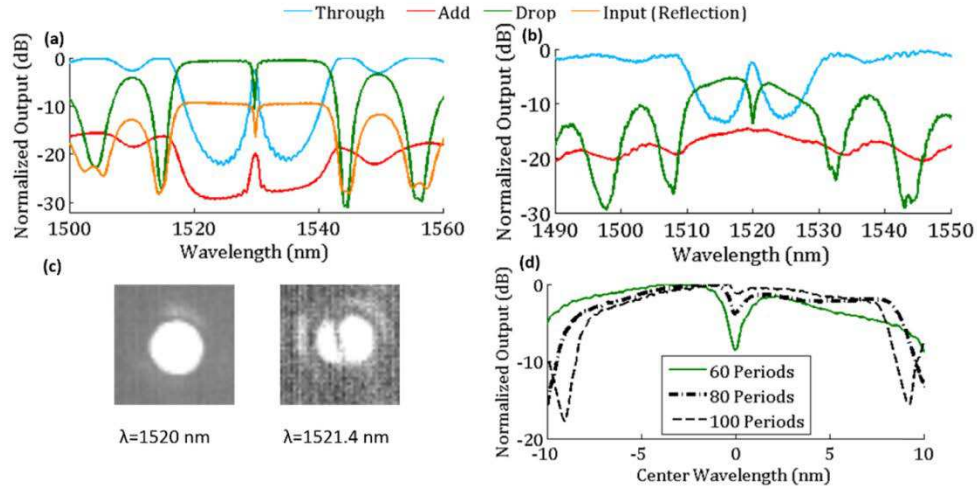 Through Add Drop Input (Reflection)
(a)
Normalized Output (dB)
0
-10
-20
-30
1500 1520 1540 1560
Wavelength (nm)
(b)
Normalized Output (dB)
0
-10
-20
-30
1490 1500 1510 1520 1530 1540 1550
Wavelength (nm)
(c)
λ=1520 nm
λ=1521.4 nm
(d)
Normalized Output (dB)
0
-10
-20
60 Periods
80 Periods
100 Periods
-10 -5 0 5 10
Center Wavelength (nm)